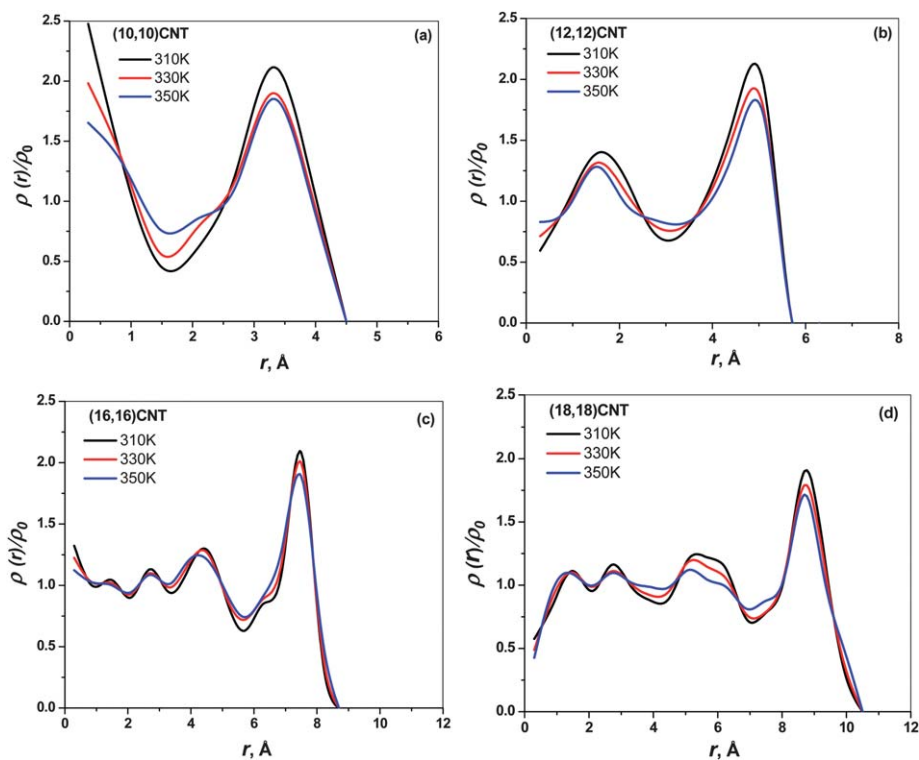 (10,10)CNT
(a)
310K
330K
350K
2.5
2.0
1.5
1.0
0.5
0.0
ρ (r)/ρ₀
0 1 2 3 4 5 6
r, Å
(12,12)CNT
(b)
310K
330K
350K
2.5
2.0
1.5
1.0
0.5
0.0
ρ (r)/ρ₀
0 2 4 6 8
r, Å
(16,16)CNT
(c)
310K
330K
350K
2.5
2.0
1.5
1.0
0.5
0.0
ρ (r)/ρ₀
0 2 4 6 8 10 12
r, Å
(18,18)CNT
(d)
310K
330K
350K
2.5
2.0
1.5
1.0
0.5
0.0
ρ (r)/ρ₀
0 2 4 6 8 10 12
r, Å